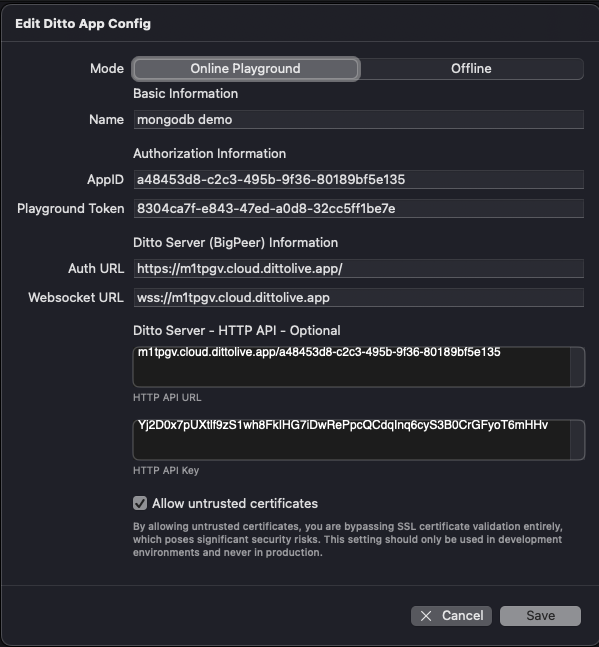 Edit Ditto App Config
Mode Online Playground Offline
Basic Information
Name mongodb demo
Authorization Information
AppID a48453d8-c2c3-495b-9f36-80189bf5e135
Playground Token 8304ca7f-e843-47ed-a0d8-32cc5ff1be7e
Ditto Server (BigPeer) Information
Auth URL https://m1tpgv.cloud.dittolive.app/
Websocket URL wss://m1tpgv.cloud.dittolive.app
Ditto Server - HTTP API - Optional
m1tpgv.cloud.dittolive.app/a48453d8-c2c3-495b-9f36-80189bf5e135
HTTP API URL
HTTP API Key
Allow untrusted certificates
By allowing untrusted certificates, you are bypassing SSL certificate validation entirely,
which poses significant security risks. This setting should only be used in development
environments and never in production.
Cancel Save